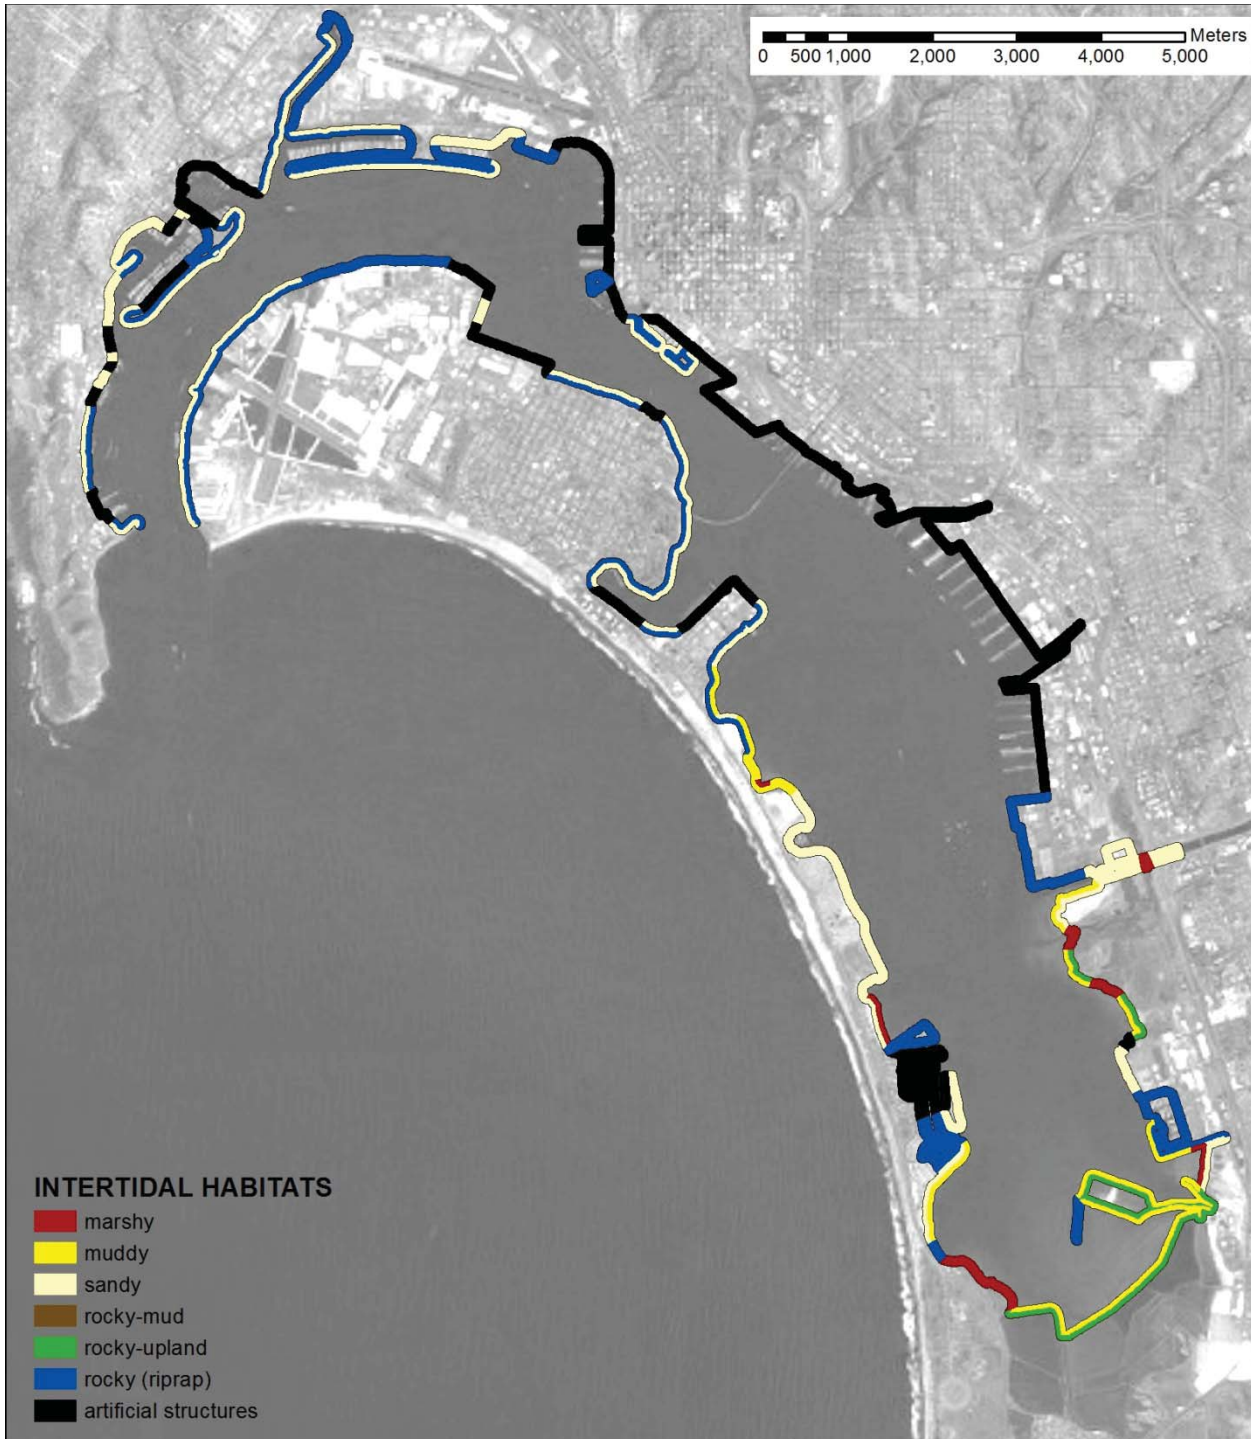 Meters
0 500 1,000 2,000 3,000 4,000 5,000
INTERTIDAL HABITATS
marshy
muddy
sandy
rocky-mud
rocky-upland
rocky (riprap)
artificial structures